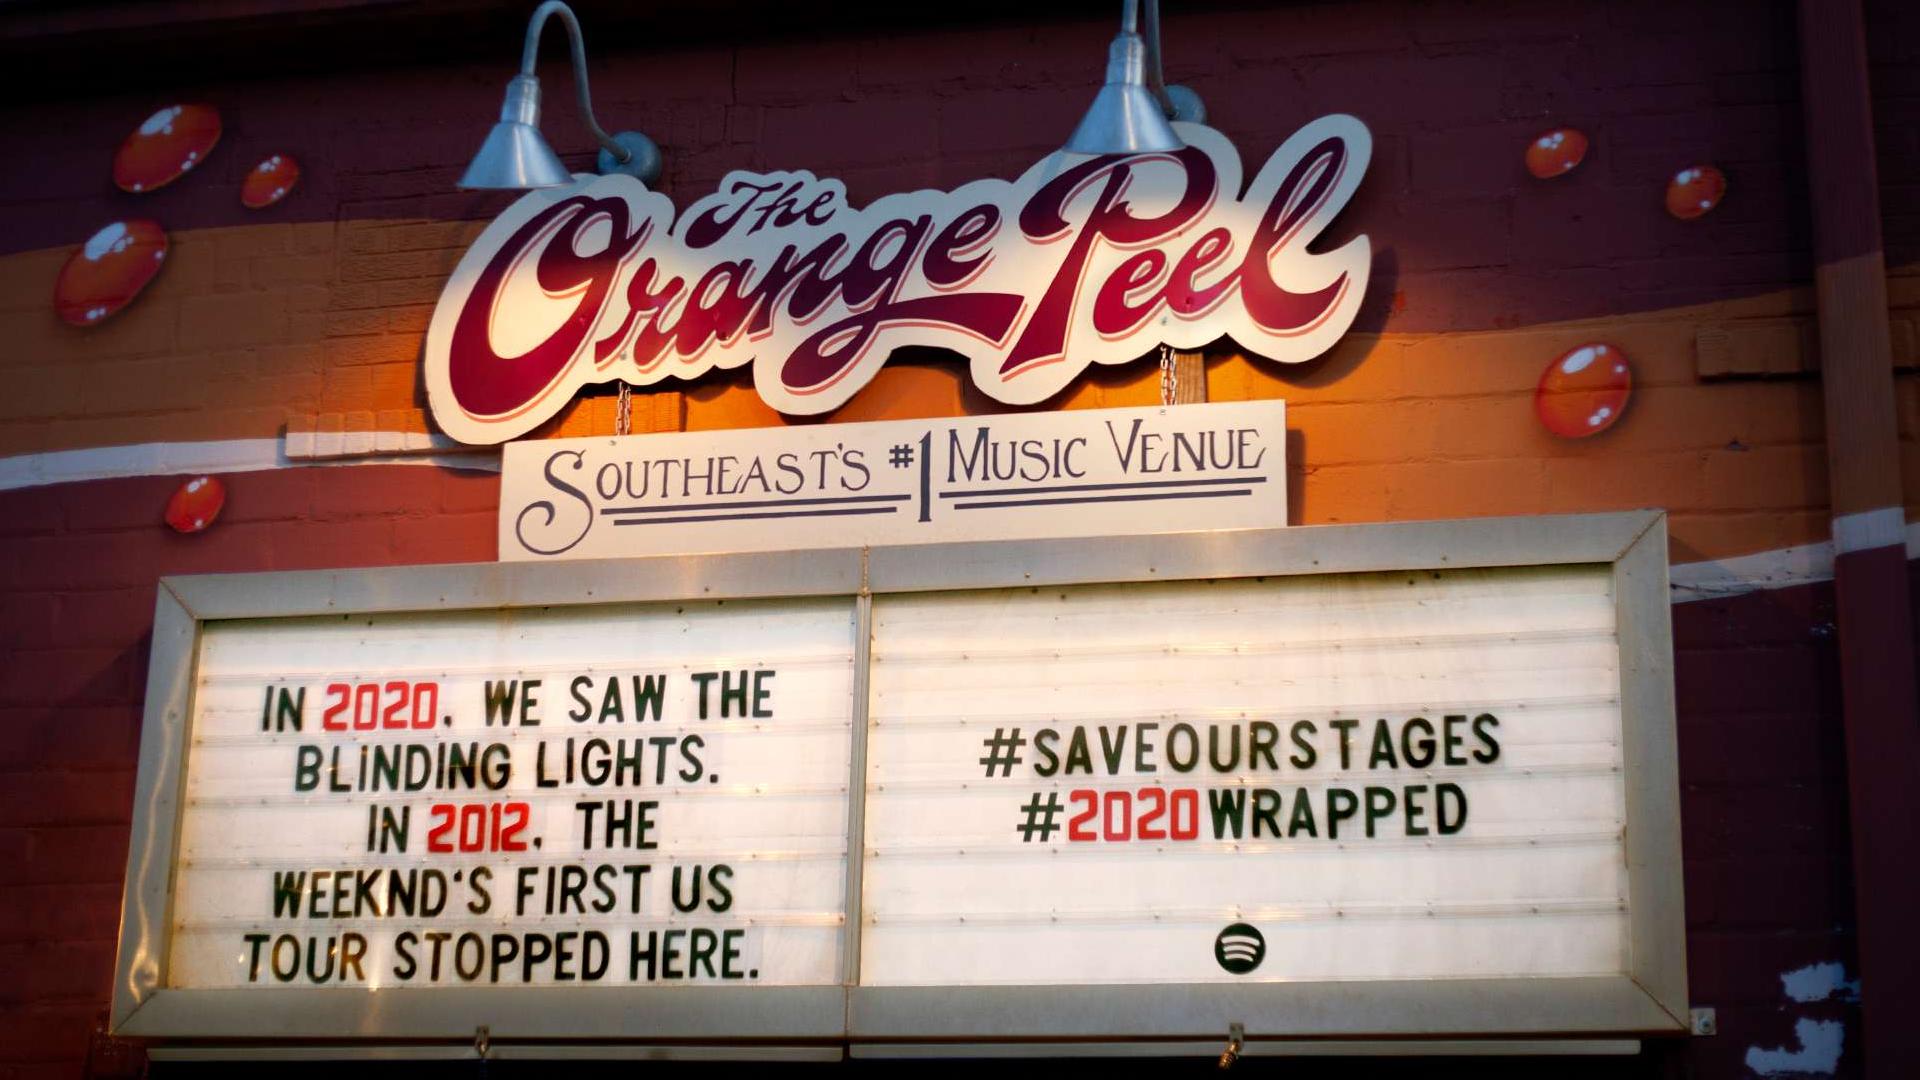 The
Orange Peel
SOUTHEAST'S #1 MUSIC VENUE
IN 2020, WE SAW THE
BLINDING LIGHTS.
IN 2012, THE
WEEKND'S FIRST US
TOUR STOPPED HERE.
#SAVEOURSTAGES
#2020WRAPPED